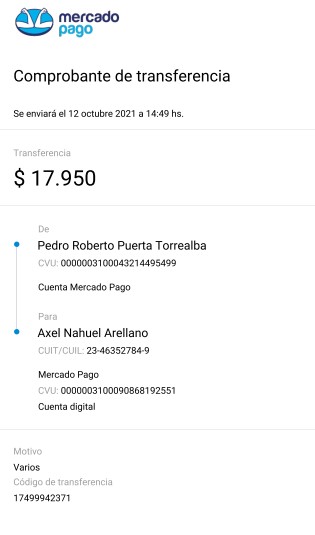 mercado
pago
Comprobante de transferencia
Se enviará el 12 octubre 2021 a 14:49 hs.
Transferencia
$ 17.950
De
Pedro Roberto Puerta Torrealba
CVU: 0000003100043214495499
Cuenta Mercado Pago
Para
Axel Nahuel Arellano
CUIT/CUIL: 23-46352784-9
Mercado Pago
CVU: 0000003100090868192551
Cuenta digital
Motivo
Varios
Código de transferencia
17499942371